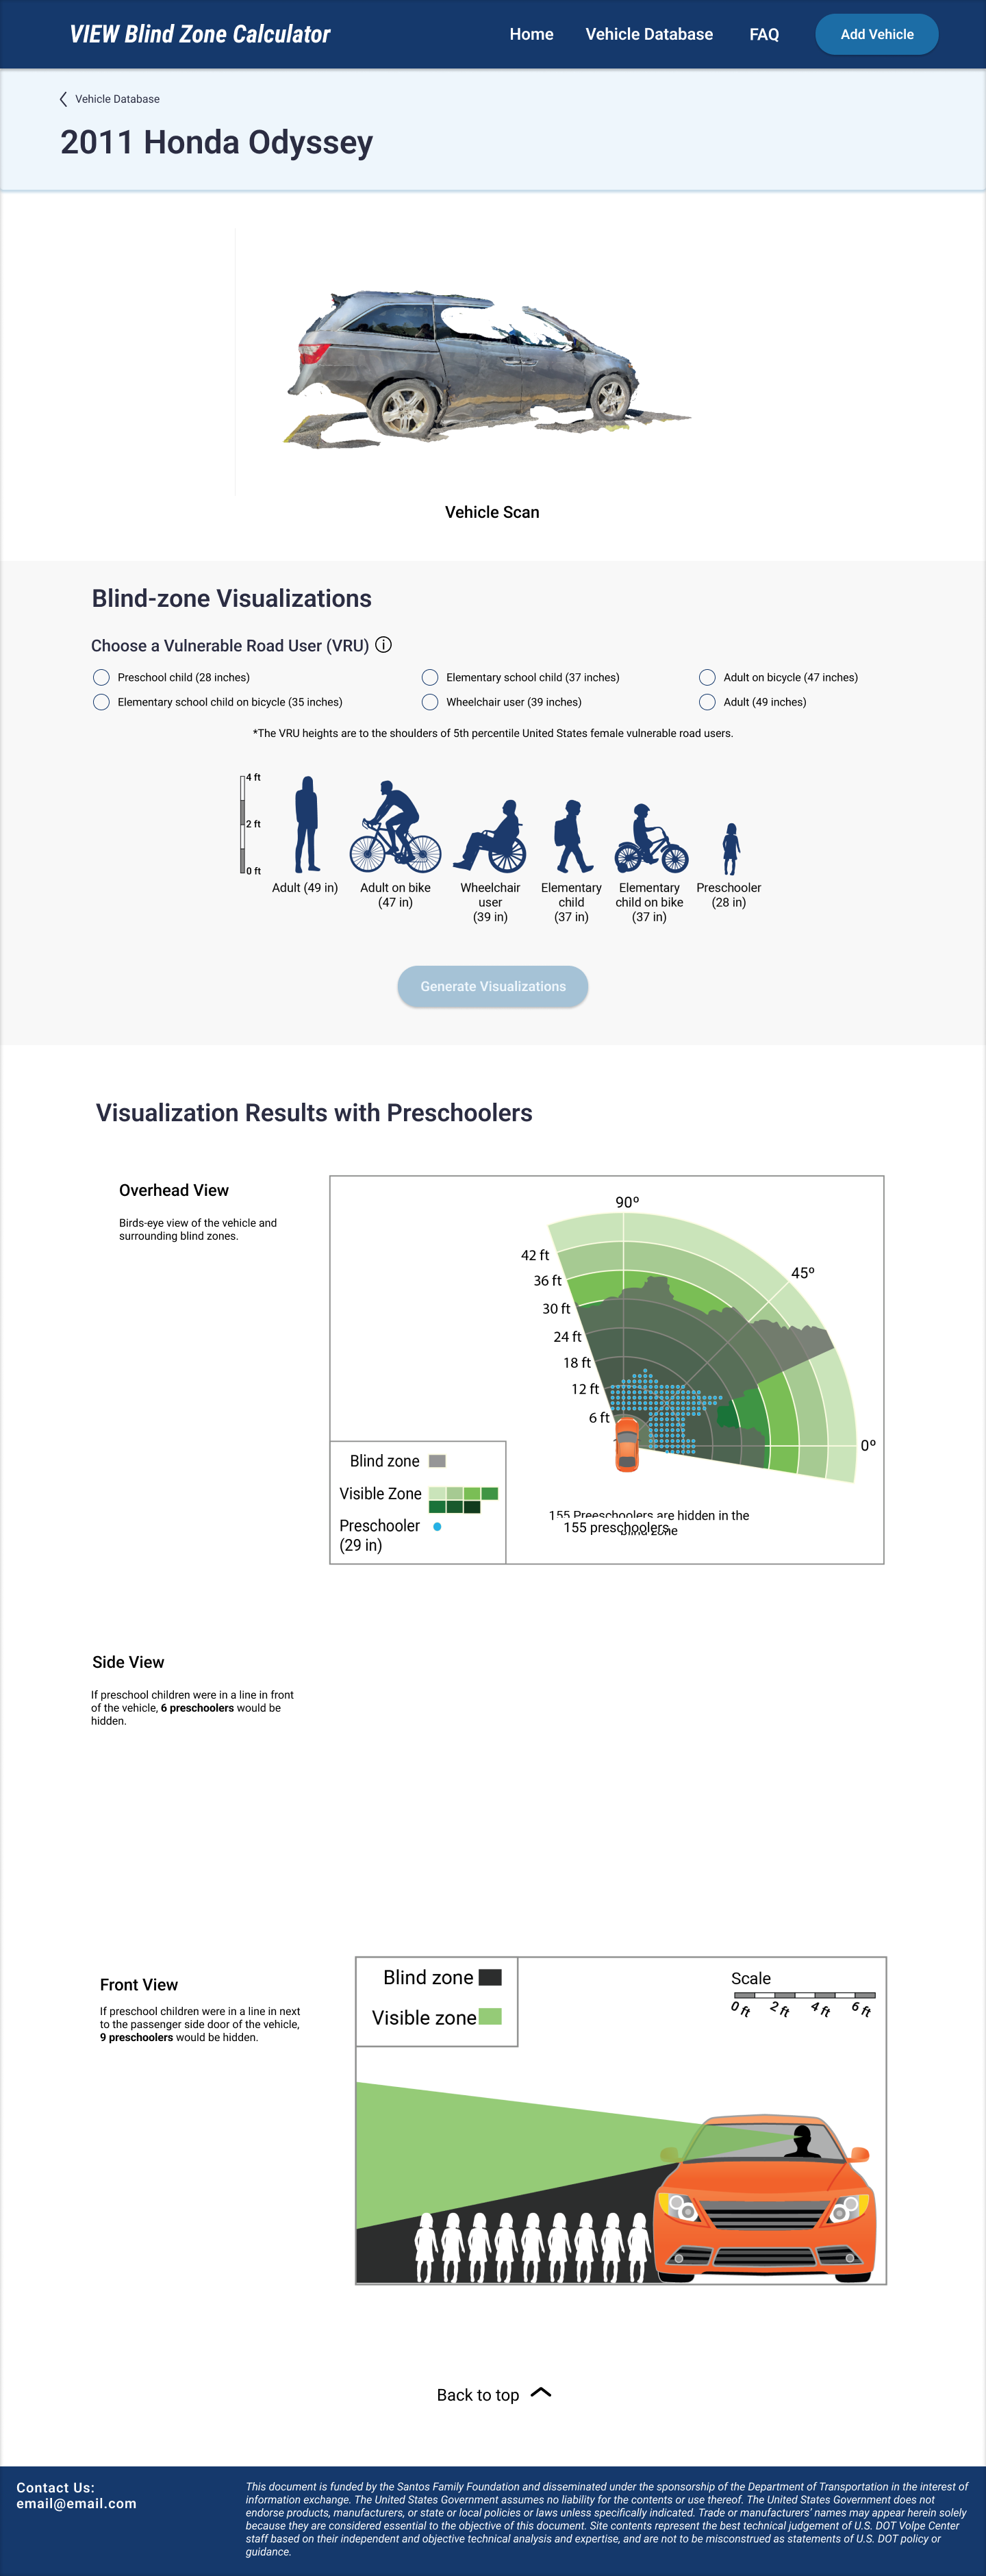 VIEW Blind Zone Calculator
Home
Vehicle Database
FAQ
Add Vehicle
Vehicle Database
2011 Honda Odyssey
Vehicle Scan
Blind-zone Visualizations
Choose a Vulnerable Road User (VRU)
Preschool child (28 inches)
Elementary school child (37 inches)
Adult on bicycle (47 inches)
Elementary school child on bicycle (35 inches)
Wheelchair user (39 inches)
Adult (49 inches)
*The VRU heights are to the shoulders of 5th percentile United States female vulnerable road users.
4 ft
2 ft
0 ft
Adult (49 in)
Adult on bike
(47 in)
Wheelchair
user
(39 in)
Elementary
child
(37 in)
Elementary
child on bike
(37 in)
Preschooler
(28 in)
Generate Visualizations
Visualization Results with Preschoolers
Overhead View
Birds-eye view of the vehicle and
surrounding blind zones.
90º
45º
0º
42 ft
36 ft
30 ft
24 ft
18 ft
12 ft
6 ft
Blind zone
Visible Zone
Preschooler
(29 in)
155 Preeschoolers are hidden in the
155 preschoolers
blind zone
Side View
If preschool children were in a line in front
of the vehicle, 6 preschoolers would be
hidden.
Front View
If preschool children were in a line in next
to the passenger side door of the vehicle,
9 preschoolers would be hidden.
Blind zone
Visible zone
Scale
0 ft
2 ft
4 ft
6 ft
Back to top
Contact Us:
email@email.com
This document is funded by the Santos Family Foundation and disseminated under the sponsorship of the Department of Transportation in the interest of
information exchange. The United States Government assumes no liability for the contents or use thereof. The United States Government does not
endorse products, manufacturers, or state or local policies or laws unless specifically indicated. Trade or manufacturers' names may appear herein solely
because they are considered essential to the objective of this document. Site contents represent the best technical judgement of U.S. DOT Volpe Center
staff based on their independent and objective technical analysis and expertise, and are not to be misconstrued as statements of U.S. DOT policy or
guidance.